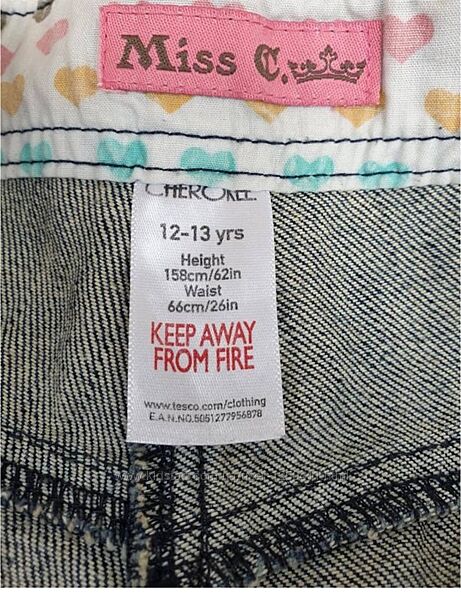 Miss C.
CHEROKEE
12-13 yrs
Height
158cm/62in
Waist
66cm/26in
KEEP AWAY
FROM FIRE
www.tesco.com/clothing
E.A.N.NO.5051277956878